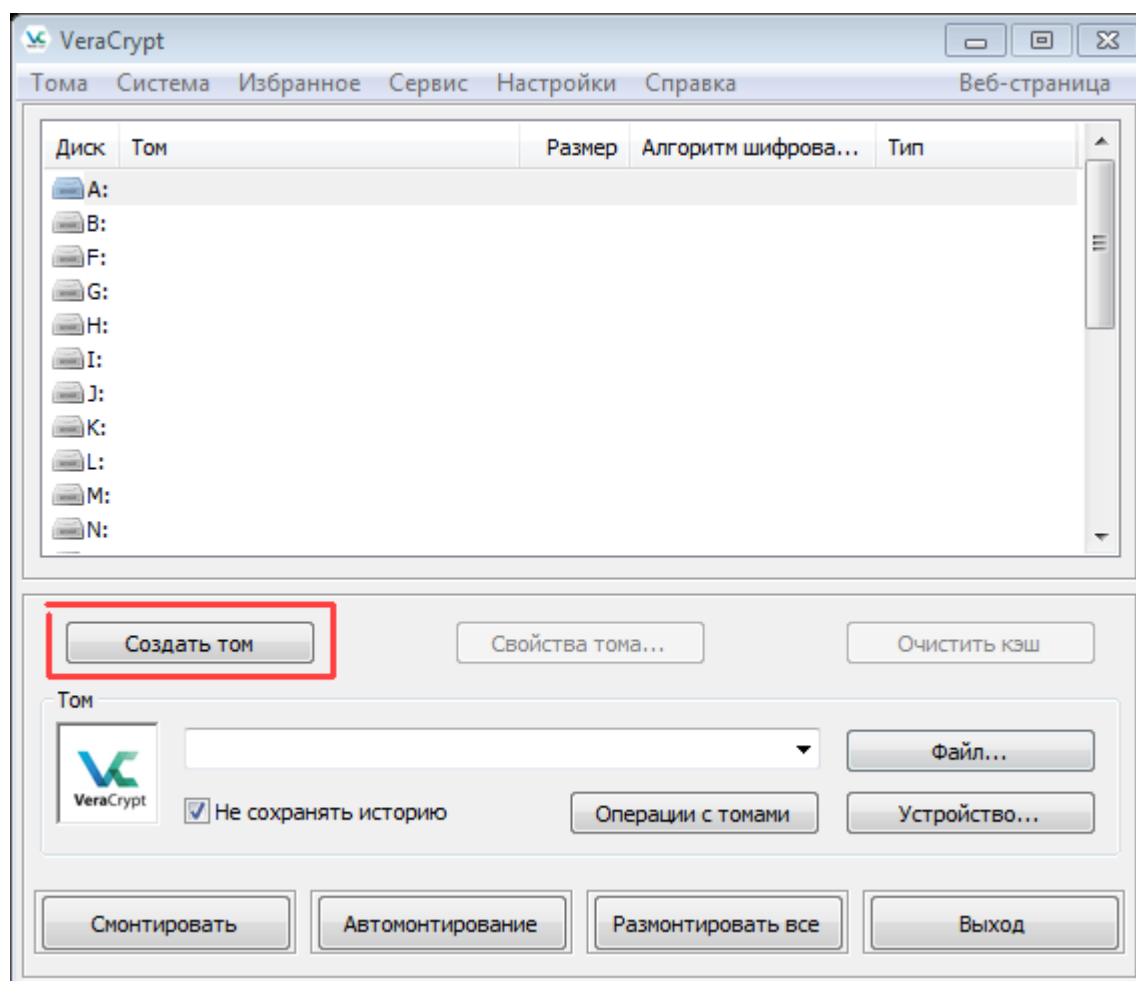 VeraCrypt
Тома Система Избранное Сервис Настройки Справка Веб-страница
Диск Том Размер Алгоритм шифрова... Тип
A:
B:
F:
G:
H:
I:
J:
K:
L:
M:
N:
Создать том Свойства тома... Очистить кэш
Том
Файл...
VeraCrypt
Не сохранять историю Операции с томами Устройство...
Смонтировать Автомонтирование Размонтировать все Выход